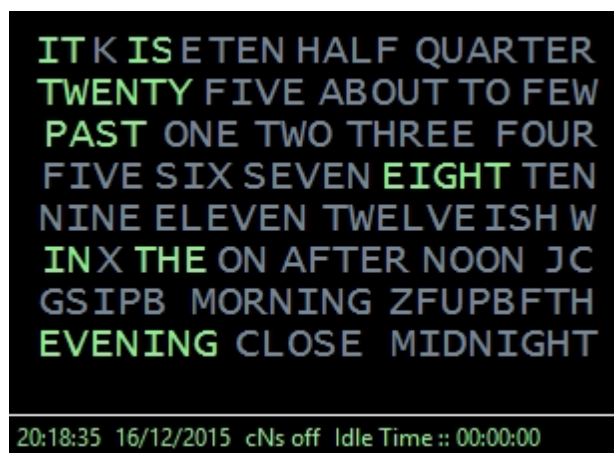 IT K IS E TEN HALF QUARTER
TWENTY FIVE ABOUT TO FEW
PAST ONE TWO THREE FOUR
FIVE SIX SEVEN EIGHT TEN
NINE ELEVEN TWELVE ISH W
IN X THE ON AFTER NOON JC
GSIPB MORNING ZFUPBFTH
EVENING CLOSE MIDNIGHT
20:18:35 16/12/2015 cNs off Idle Time :: 00:00:00